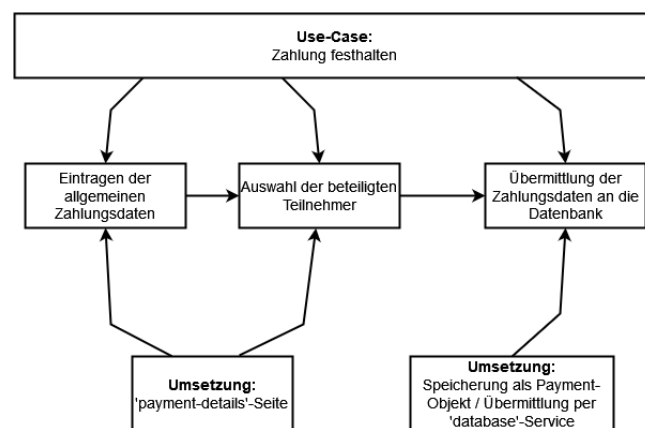 Use-Case:
Zahlung festhalten
Eintragen der
allgemeinen
Zahlungsdaten
Auswahl der beteiligten
Teilnehmer
Übermittlung der
Zahlungsdaten an die
Datenbank
Umsetzung:
'payment-details'-Seite
Umsetzung:
Speicherung als Payment-
Objekt / Übermittlung per
'database'-Service